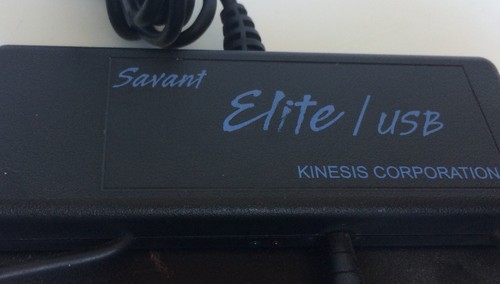 Savant
Elite / USB
KINESIS CORPORATION